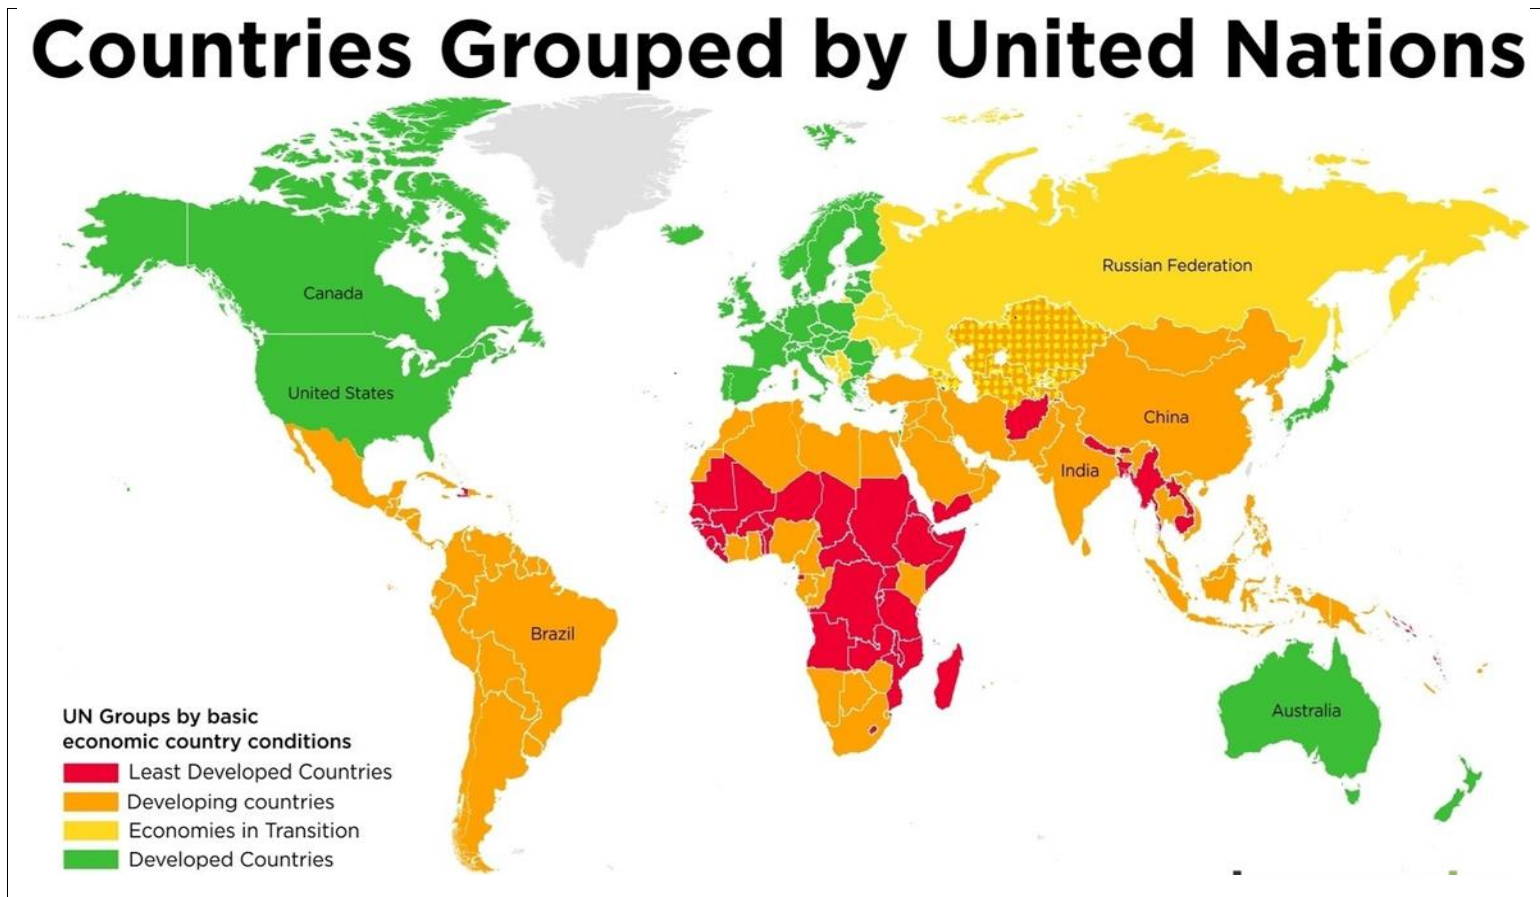 Countries Grouped by United Nations
Canada
Russian Federation
United States
China
India
Brazil
Australia
UN Groups by basic
economic country conditions
Least Developed Countries
Developing countries
Economies in Transition
Developed Countries